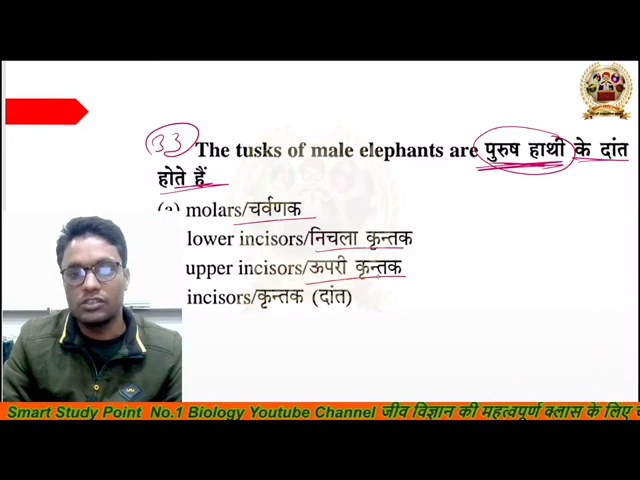 33 The tusks of male elephants are पुरुष हाथी के दांत
होते हैं
(a) molars/चर्वणक
lower incisors/निचला कृन्तक
upper incisors/ऊपरी कृन्तक
incisors/कृन्तक (दांत)
Smart Study Point No.1 Biology Youtube Channel जीव विज्ञान की महत्वपूर्ण क्लास के लिए